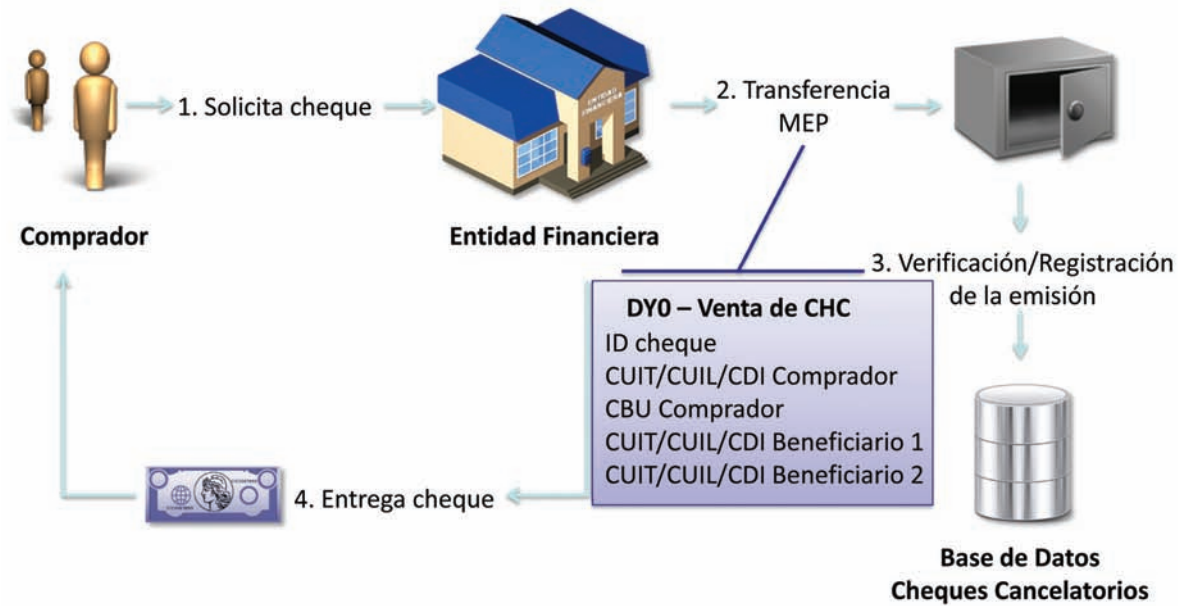 1. Solicita cheque
ENTIDAD
FINANCIERA
2. Transferencia
MEP
Comprador
Entidad Financiera
3. Verificación/Registración
de la emisión
DY0 – Venta de CHC
ID cheque
CUIT/CUIL/CDI Comprador
CBU Comprador
CUIT/CUIL/CDI Beneficiario 1
CUIT/CUIL/CDI Beneficiario 2
4. Entrega cheque
Base de Datos
Cheques Cancelatorios